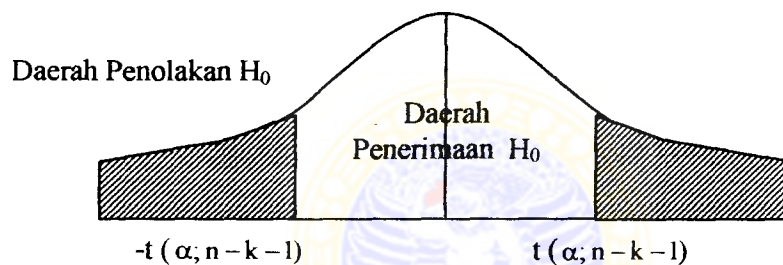 Daerah Penolakan H₀
Daerah
Penerimaan H₀
-t ( α; n – k – 1)
t ( α; n – k – 1)